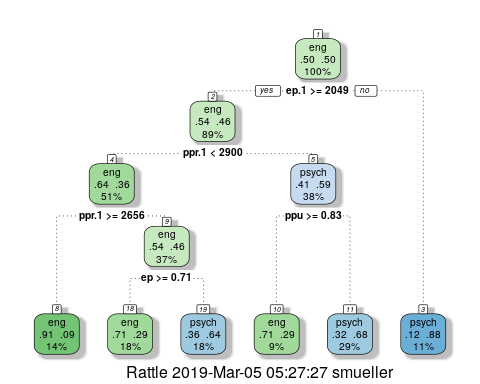 1
eng
.50 .50
100%
yes ep.1 >= 2049 no
2
eng
.54 .46
89%
ppr.1 < 2900
4
eng
.64 .36
51%
5
psych
.41 .59
38%
ppr.1 >= 2656
ppu >= 0.83
9
eng
.54 .46
37%
ep >= 0.71
8
eng
.91 .09
14%
18
eng
.71 .29
18%
19
psych
.36 .64
18%
10
eng
.71 .29
9%
11
psych
.32 .68
29%
3
psych
.12 .88
11%
Rattle 2019-Mar-05 05:27:27 smueller